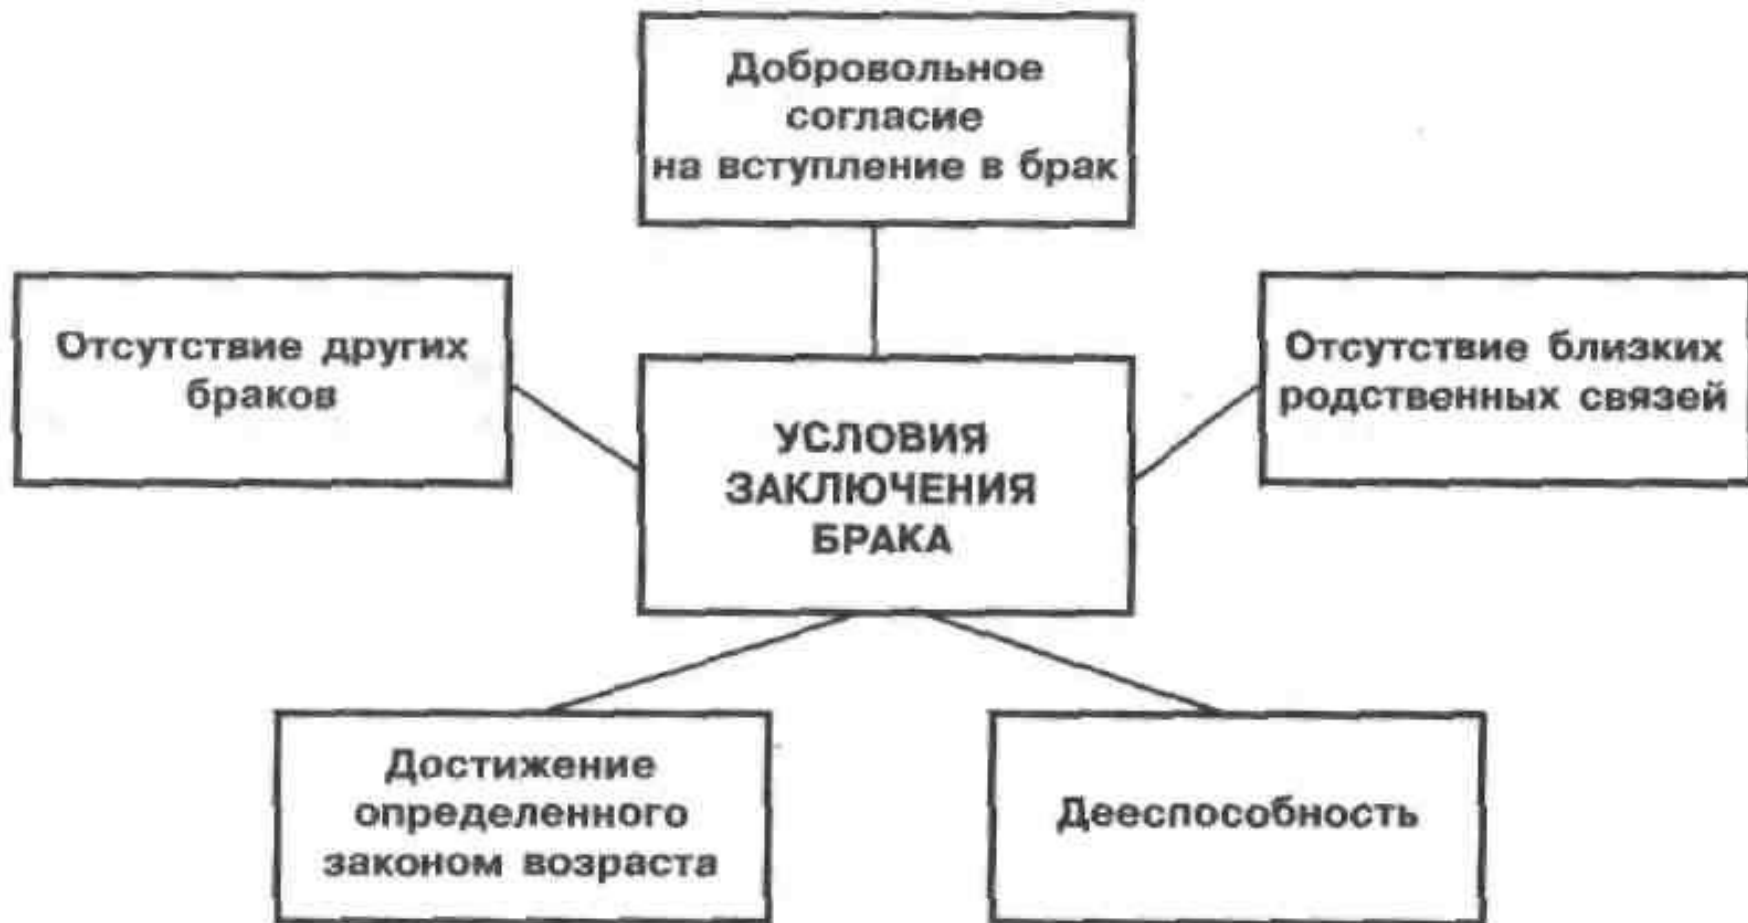 Добровольное
согласие
на вступление в брак
Отсутствие других
браков
Отсутствие близких
родственных связей
УСЛОВИЯ
ЗАКЛЮЧЕНИЯ
БРАКА
Достижение
определенного
законом возраста
Дееспособность